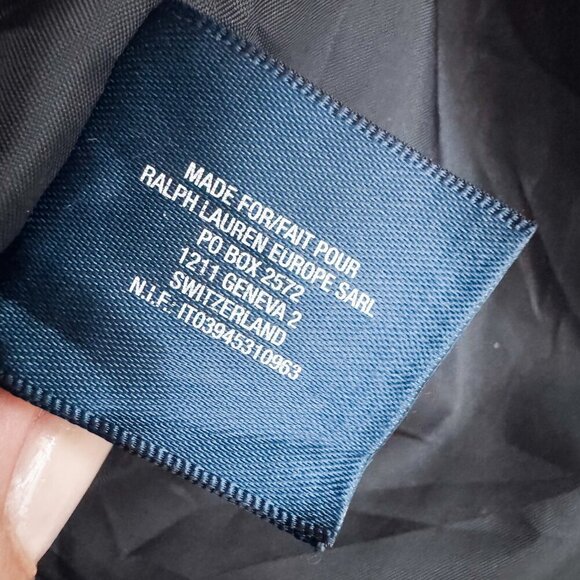 MADE FOR/FAIT POUR
RALPH LAUREN EUROPE SARL
PO BOX 2572
1211 GENEVA 2
SWITZERLAND
N.I.F. IT03945310963